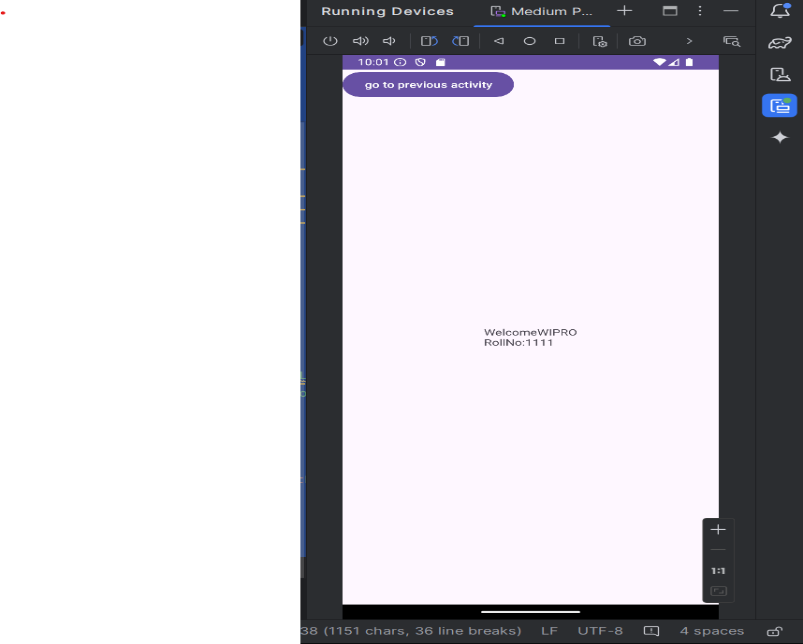 Running Devices
Medium P...
10:01
go to previous activity
WelcomeWIPRO
RollNo:1111
1:1
38 (1151 chars, 36 line breaks)
LF
UTF-8
4 spaces